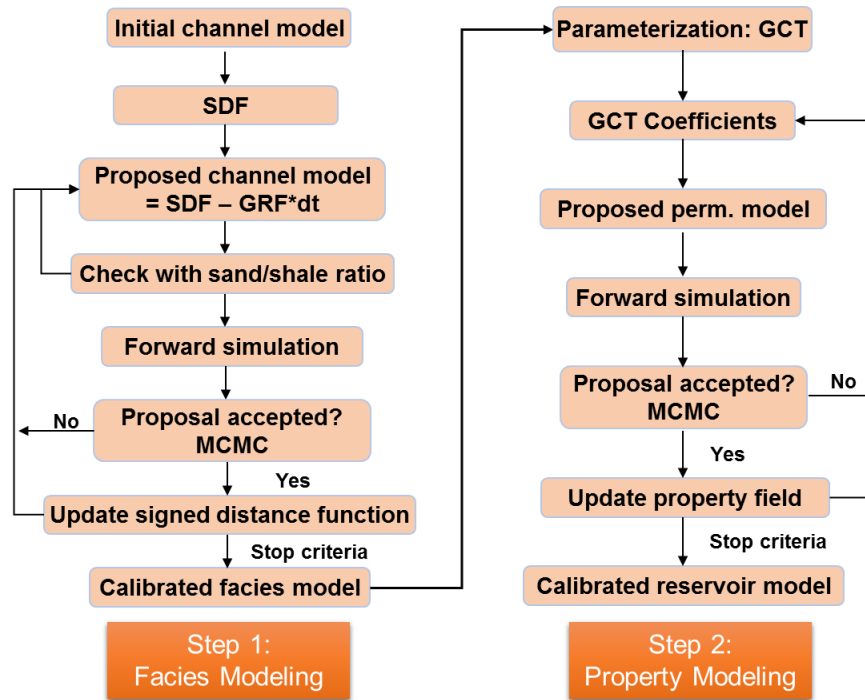 Initial channel model
SDF
Proposed channel model
= SDF – GRF*dt
Check with sand/shale ratio
Forward simulation
Proposal accepted?
MCMC
No
Yes
Update signed distance function
Stop criteria
Calibrated facies model
Step 1:
Facies Modeling
Parameterization: GCT
GCT Coefficients
Proposed perm. model
Forward simulation
Proposal accepted?
MCMC
No
Yes
Update property field
Stop criteria
Calibrated reservoir model
Step 2:
Property Modeling